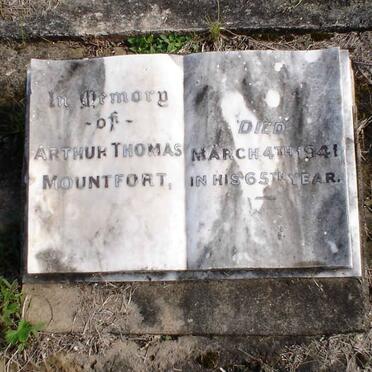 In Memory
-of-
ARTHUR THOMAS
MOUNTFORT,
DIED
MARCH 4TH 1941
IN HIS 65TH YEAR.